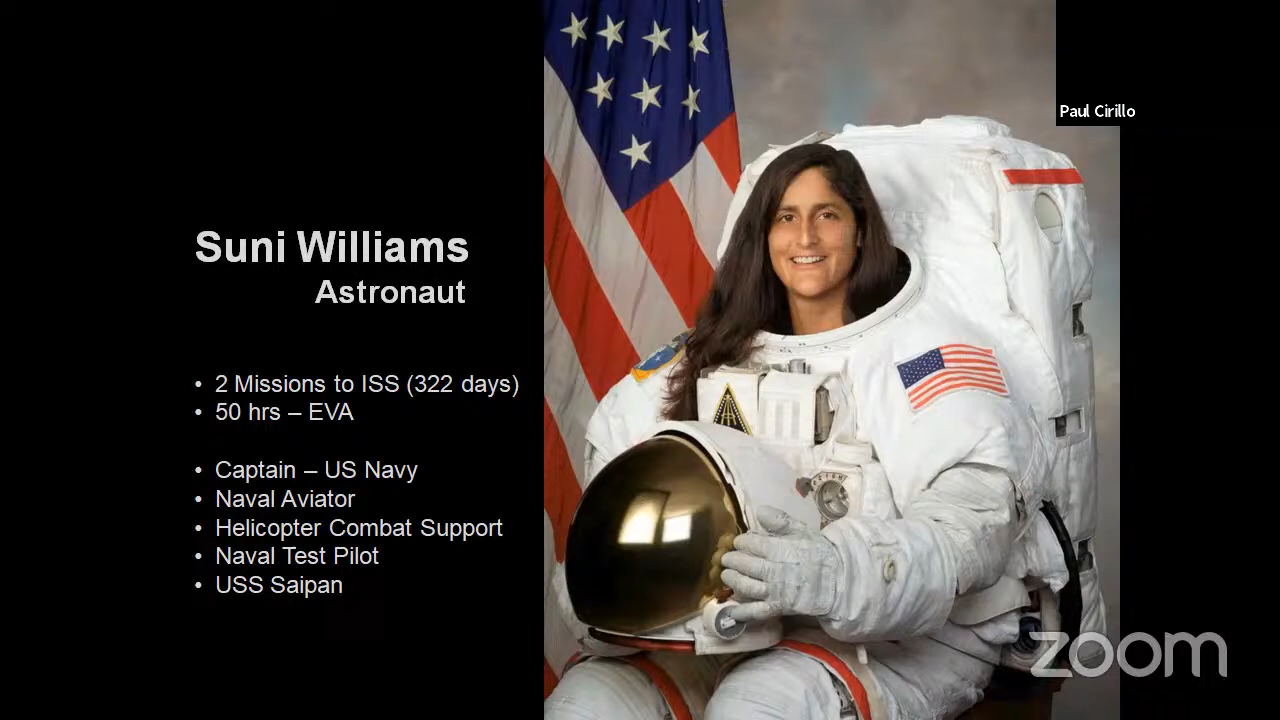 Paul Cirillo
Suni Williams
Astronaut
• 2 Missions to ISS (322 days)
• 50 hrs – EVA
• Captain – US Navy
• Naval Aviator
• Helicopter Combat Support
• Naval Test Pilot
• USS Saipan
zoom